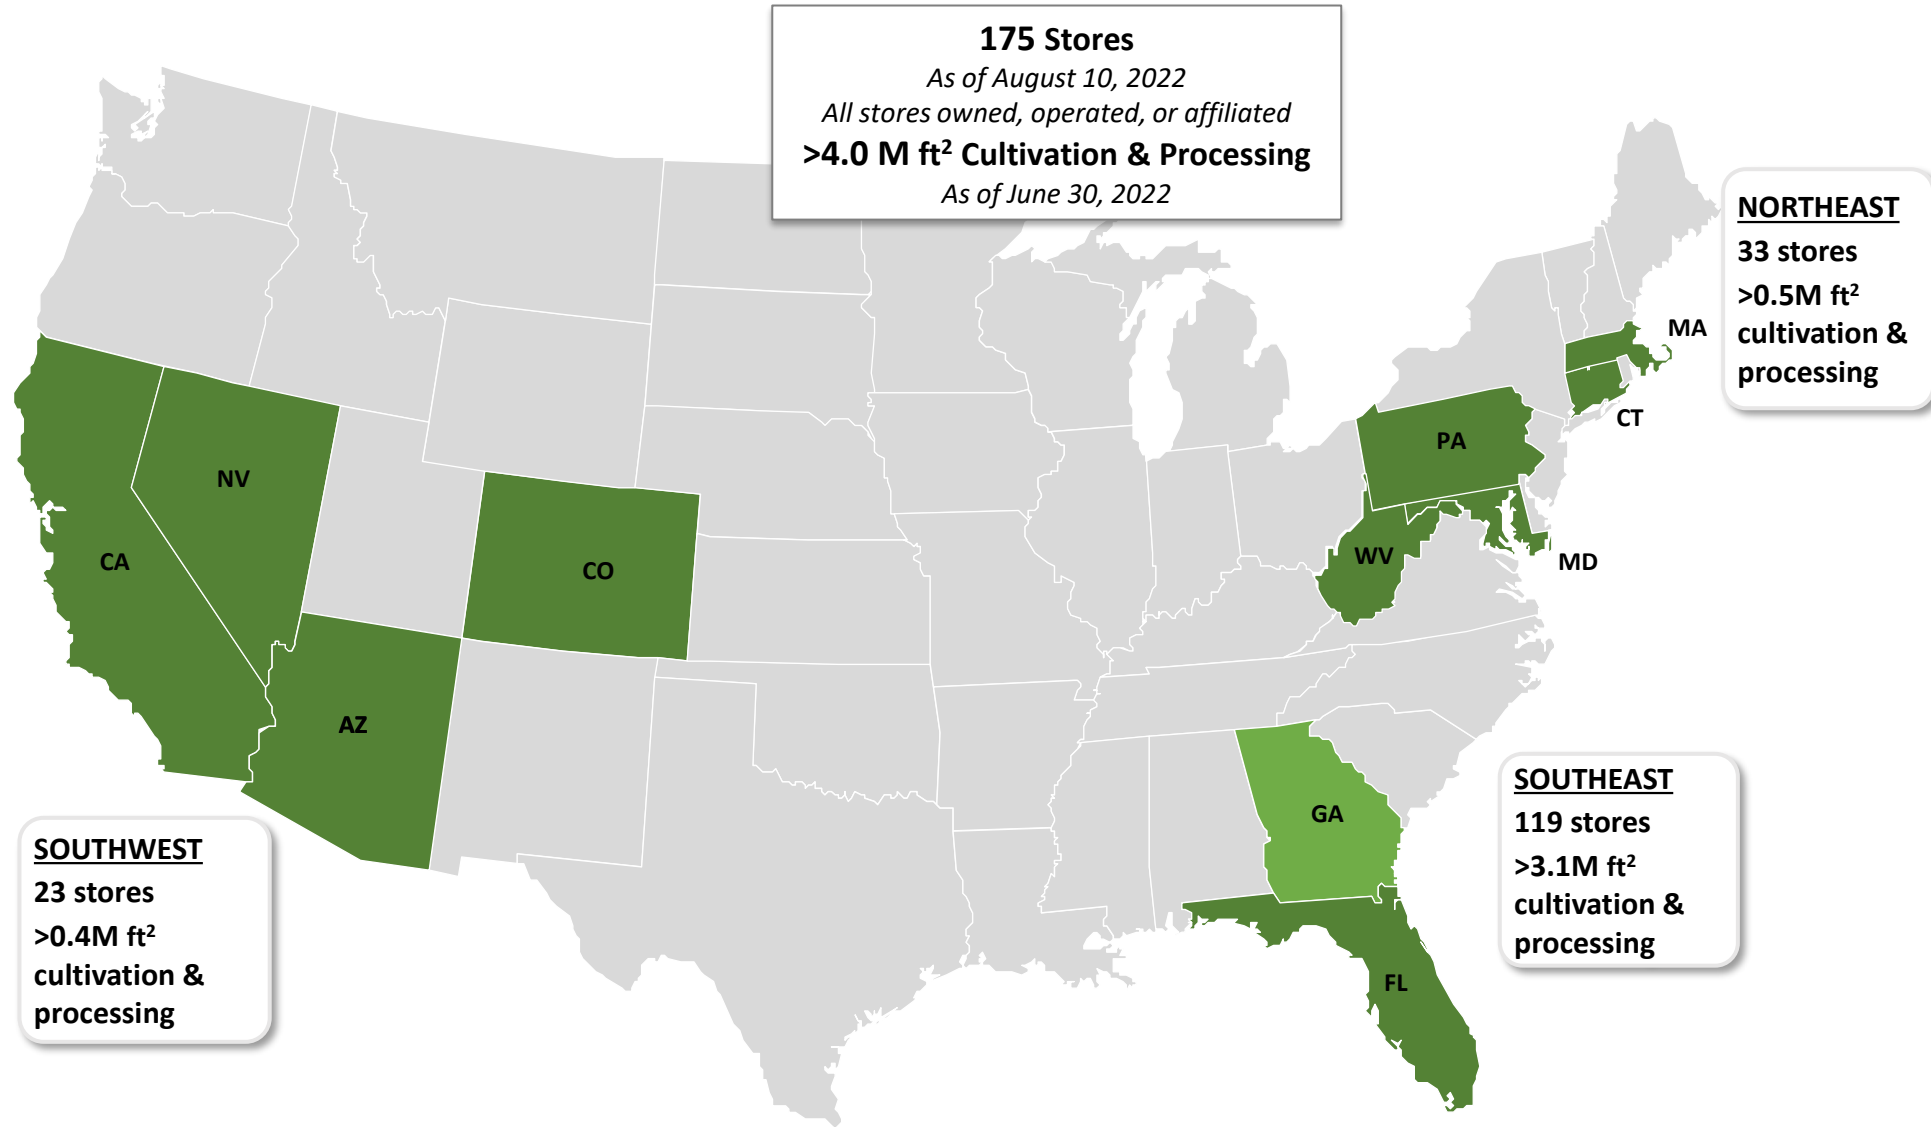 175 Stores
As of August 10, 2022
All stores owned, operated, or affiliated
>4.0 M ft² Cultivation & Processing
As of June 30, 2022
NORTHEAST
33 stores
>0.5M ft²
cultivation &
processing
MA
CT
PA
NV
CA
CO
WV
MD
AZ
GA
FL
SOUTHEAST
119 stores
>3.1M ft²
cultivation &
processing
SOUTHWEST
23 stores
>0.4M ft²
cultivation &
processing